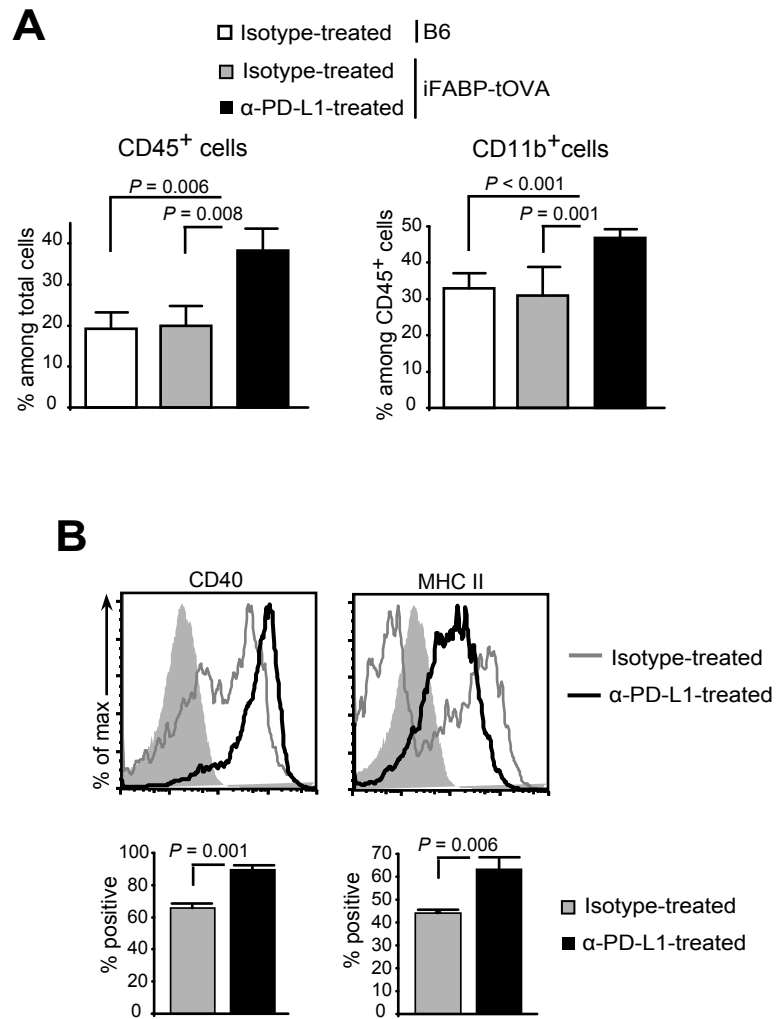 A
Isotype-treated B6
Isotype-treated
α-PD-L1-treated
iFABP-tOVA
CD45+ cells
P = 0.006
P = 0.008
% among total cells
40
30
20
10
0
CD11b+cells
P < 0.001
P = 0.001
% among CD45+ cells
50
40
30
20
10
0
B
CD40
MHC II
% of max
Isotype-treated
α-PD-L1-treated
P = 0.001
% positive
100
80
60
40
20
0
P = 0.006
% positive
70
60
50
40
30
20
10
0
Isotype-treated
α-PD-L1-treated